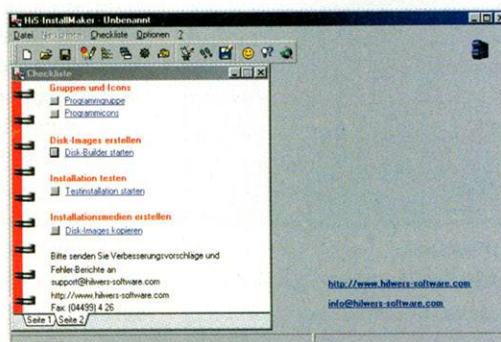 HiS-InstallMaker - Unbenannt
Datei Navigieren Checkliste Optionen ?
Checkliste
Gruppen und Icons
Programmgruppe
Programmicons
Disk-Images erstellen
Disk-Builder starten
Installation testen
Testinstallation starten
Installationsmedien erstellen
Disk-Images kopieren
Bitte senden Sie Verbesserungsvorschläge und
Fehler-Berichte an
support@hilwers-software.com
http://www.hilwers-software.com
Fax: (04499) 4 26
Seite 1 Seite 2
http://www.hilwers-software.com
info@hilwers-software.com